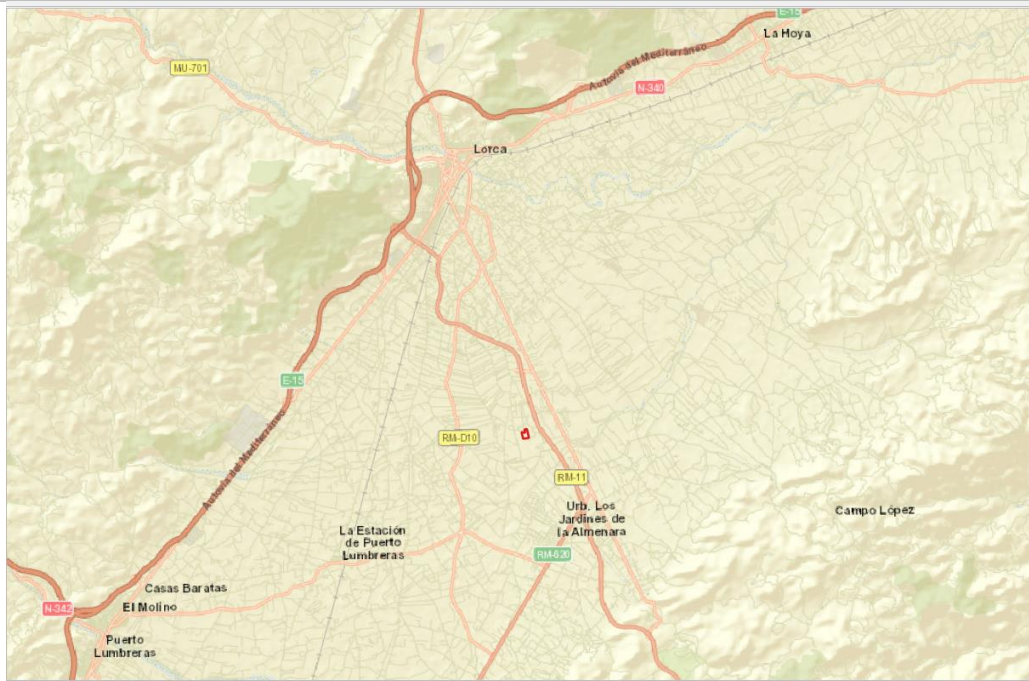 E-15
La Hoya
Autovía del Mediterráneo
MU-701
N-340
Lorca
E-15
Autovía del Mediterráneo
RM-D10
RM-11
Urb. Los
Jardines de
la Almenara
Campo López
La Estación
de Puerto
Lumbreras
RM-620
Casas Baratas
El Molino
N-342
Puerto
Lumbreras